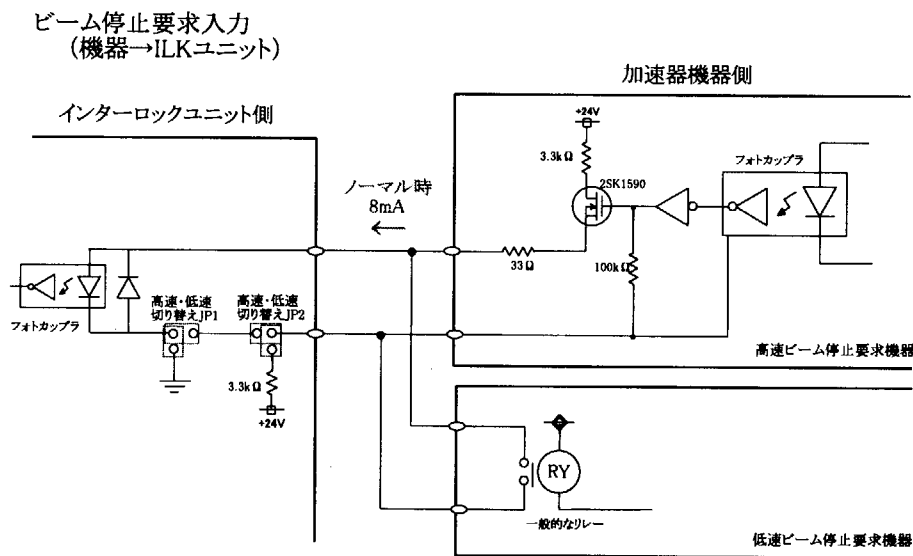 ビーム停止要求入力
(機器→ILKユニット)
加速器機器側
インターロックユニット側
+24V
3.3kΩ
2SK1590
フォトカップラ
ノーマル時
8mA
33Ω
100kΩ
高速・低速
切り替えJP1
高速・低速
切り替えJP2
フォトカップラ
3.3kΩ
+24V
高速ビーム停止要求機器
RY
一般的なリレー
低速ビーム停止要求機器